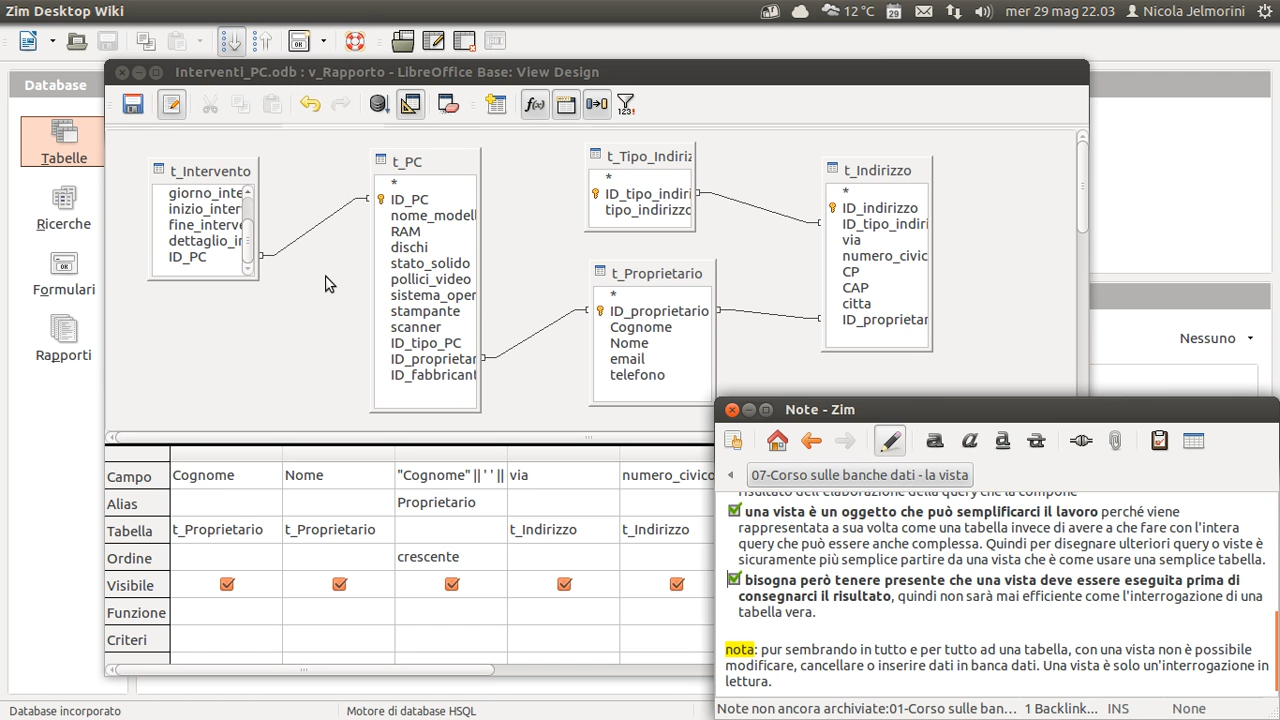 Zim Desktop Wiki
12 °C
mer 29 mag 22.03
Nicola Jelmorini
Database
Tabelle
Ricerche
Formulari
Rapporti
Nessuno
Interventi_PC.odb : v_Rapporto - LibreOffice Base: View Design
f(x)
123!
t_Intervento
giorno_inte
inizio_inter
fine_interve
dettaglio_in
ID_PC
t_PC
*
ID_PC
nome_modell
RAM
dischi
stato_solido
pollici_video
sistema_oper
stampante
scanner
ID_tipo_PC
ID_proprietar
ID_fabbricant
t_Tipo_Indiriz
*
ID_tipo_indiri
tipo_indirizzo
t_Proprietario
*
ID_proprietario
Cognome
Nome
email
telefono
t_Indirizzo
*
ID_indirizzo
ID_tipo_indiri
via
numero_civic
CP
CAP
citta
ID_proprietar
Campo Cognome Nome "Cognome" || ' ' || via numero_civico
Alias Proprietario
Tabella t_Proprietario t_Proprietario t_Indirizzo t_Indirizzo
Ordine crescente
Visibile
Funzione
Criteri
Note - Zim
07-Corso sulle banche dati - la vista
risultato dell'elaborazione della query che la compone
una vista è un oggetto che può semplificarci il lavoro perché viene
rappresentata a sua volta come una tabella invece di avere a che fare con l'intera
query che può essere anche complessa. Quindi per disegnare ulteriori query o viste è
sicuramente più semplice partire da una vista che è come usare una semplice tabella.
bisogna però tenere presente che una vista deve essere eseguita prima di
consegnarci il risultato, quindi non sarà mai efficiente come l'interrogazione di una
tabella vera.
nota: pur sembrando in tutto e per tutto ad una tabella, con una vista non è possibile
modificare, cancellare o inserire dati in banca dati. Una vista è solo un'interrogazione in
lettura.
Note non ancora archiviate:01-Corso sulle ban... 1 Backlink... INS None
Database incorporato
Motore di database HSQL